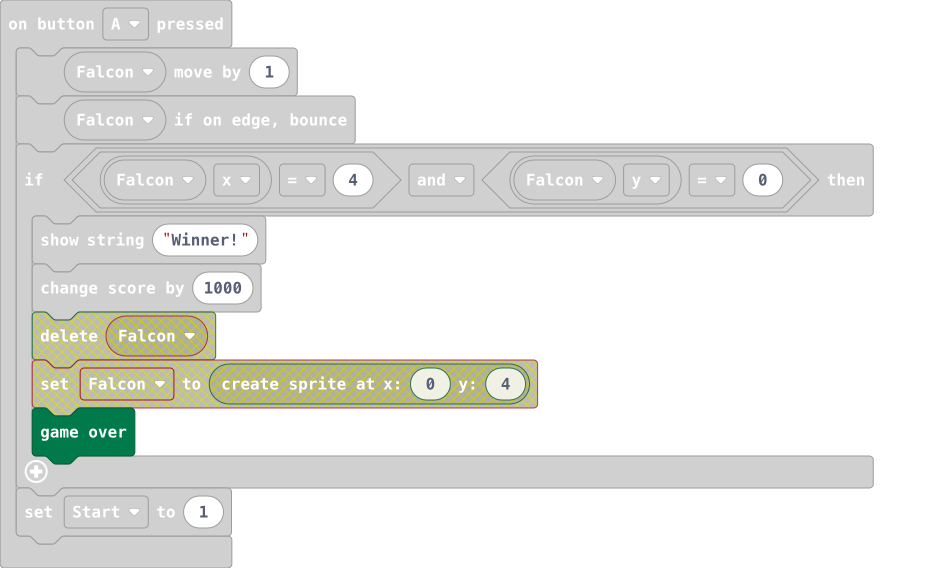 on button A pressed
Falcon move by 1
Falcon if on edge, bounce
if Falcon x = 4 and Falcon y = 0 then
show string "Winner!"
change score by 1000
delete Falcon
set Falcon to create sprite at x: 0 y: 4
game over
set Start to 1